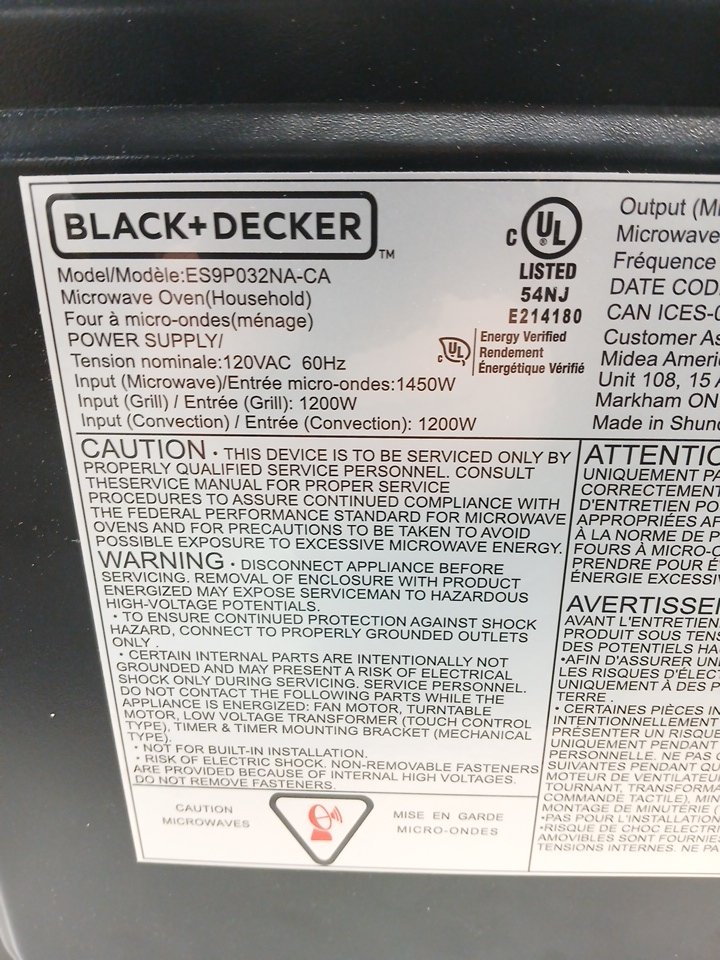 BLACK+DECKER
TM
Model/Modèle:ES9P032NA-CA
Microwave Oven(Household)
Four à micro-ondes(ménage)
POWER SUPPLY/
Tension nominale:120VAC 60Hz
Input (Microwave)/Entrée micro-ondes:1450W
Input (Grill) / Entrée (Grill): 1200W
Input (Convection) / Entrée (Convection): 1200W
C UL ®
LISTED
54NJ
E214180
UL
Energy Verified
Rendement
Énergétique Vérifié
Output (M
Microwave
Fréquence
DATE COD
CAN ICES-0
Customer As
Midea Ameri
Unit 108, 15
Markham ON
Made in Shun
CAUTION · THIS DEVICE IS TO BE SERVICED ONLY BY
PROPERLY QUALIFIED SERVICE PERSONNEL. CONSULT
THESERVICE MANUAL FOR PROPER SERVICE
PROCEDURES TO ASSURE CONTINUED COMPLIANCE WITH
THE FEDERAL PERFORMANCE STANDARD FOR MICROWAVE
OVENS AND FOR PRECAUTIONS TO BE TAKEN TO AVOID
POSSIBLE EXPOSURE TO EXCESSIVE MICROWAVE ENERGY.
WARNING · DISCONNECT APPLIANCE BEFORE
SERVICING. REMOVAL OF ENCLOSURE WITH PRODUCT
ENERGIZED MAY EXPOSE SERVICEMAN TO HAZARDOUS
HIGH-VOLTAGE POTENTIALS.
· TO ENSURE CONTINUED PROTECTION AGAINST SHOCK
HAZARD, CONNECT TO PROPERLY GROUNDED OUTLETS
ONLY .
· CERTAIN INTERNAL PARTS ARE INTENTIONALLY NOT
GROUNDED AND MAY PRESENT A RISK OF ELECTRICAL
SHOCK ONLY DURING SERVICING. SERVICE PERSONNEL.
DO NOT CONTACT THE FOLLOWING PARTS WHILE THE
APPLIANCE IS ENERGIZED: FAN MOTOR, TURNTABLE
MOTOR, LOW VOLTAGE TRANSFORMER (TOUCH CONTROL
TYPE), TIMER & TIMER MOUNTING BRACKET (MECHANICAL
TYPE).
· NOT FOR BUILT-IN INSTALLATION.
· RISK OF ELECTRIC SHOCK. NON-REMOVABLE FASTENERS
ARE PROVIDED BECAUSE OF INTERNAL HIGH VOLTAGES.
DO NOT REMOVE FASTENERS.
ATTENTIO
UNIQUEMENT PA
CORRECTEMENT
D'ENTRETIEN PO
APPROPRIÉES AF
À LA NORME DE P
FOURS À MICRO-O
PRENDRE POUR É
ÉNERGIE EXCESSI
AVERTISSE
AVANT L'ENTRETIEN
PRODUIT SOUS TENS
DES POTENTIELS HA
•AFIN D'ASSURER UN
LES RISQUES D'ÉLEC
UNIQUEMENT À DES P
TERRE .
· CERTAINES PIÈCES IN
INTENTIONNELLEMENT
PRÉSENTER UN RISQUE
UNIQUEMENT PENDANT
PERSONNELLE. NE PAS
SUIVANTES PENDANT QU
MOTEUR DE VENTILATEU
TOURNANT, TRANSFORMA
COMMANDE TACTILE), MIN
MONTAGE DE MINUTERIE
•PAS POUR L'INSTALLATION
•RISQUE DE CHOC ELECTRI
AMOVIBLES SONT FOURNIE
TENSIONS INTERNES. NE PA
CAUTION
MICROWAVES
MISE EN GARDE
MICRO-ONDES